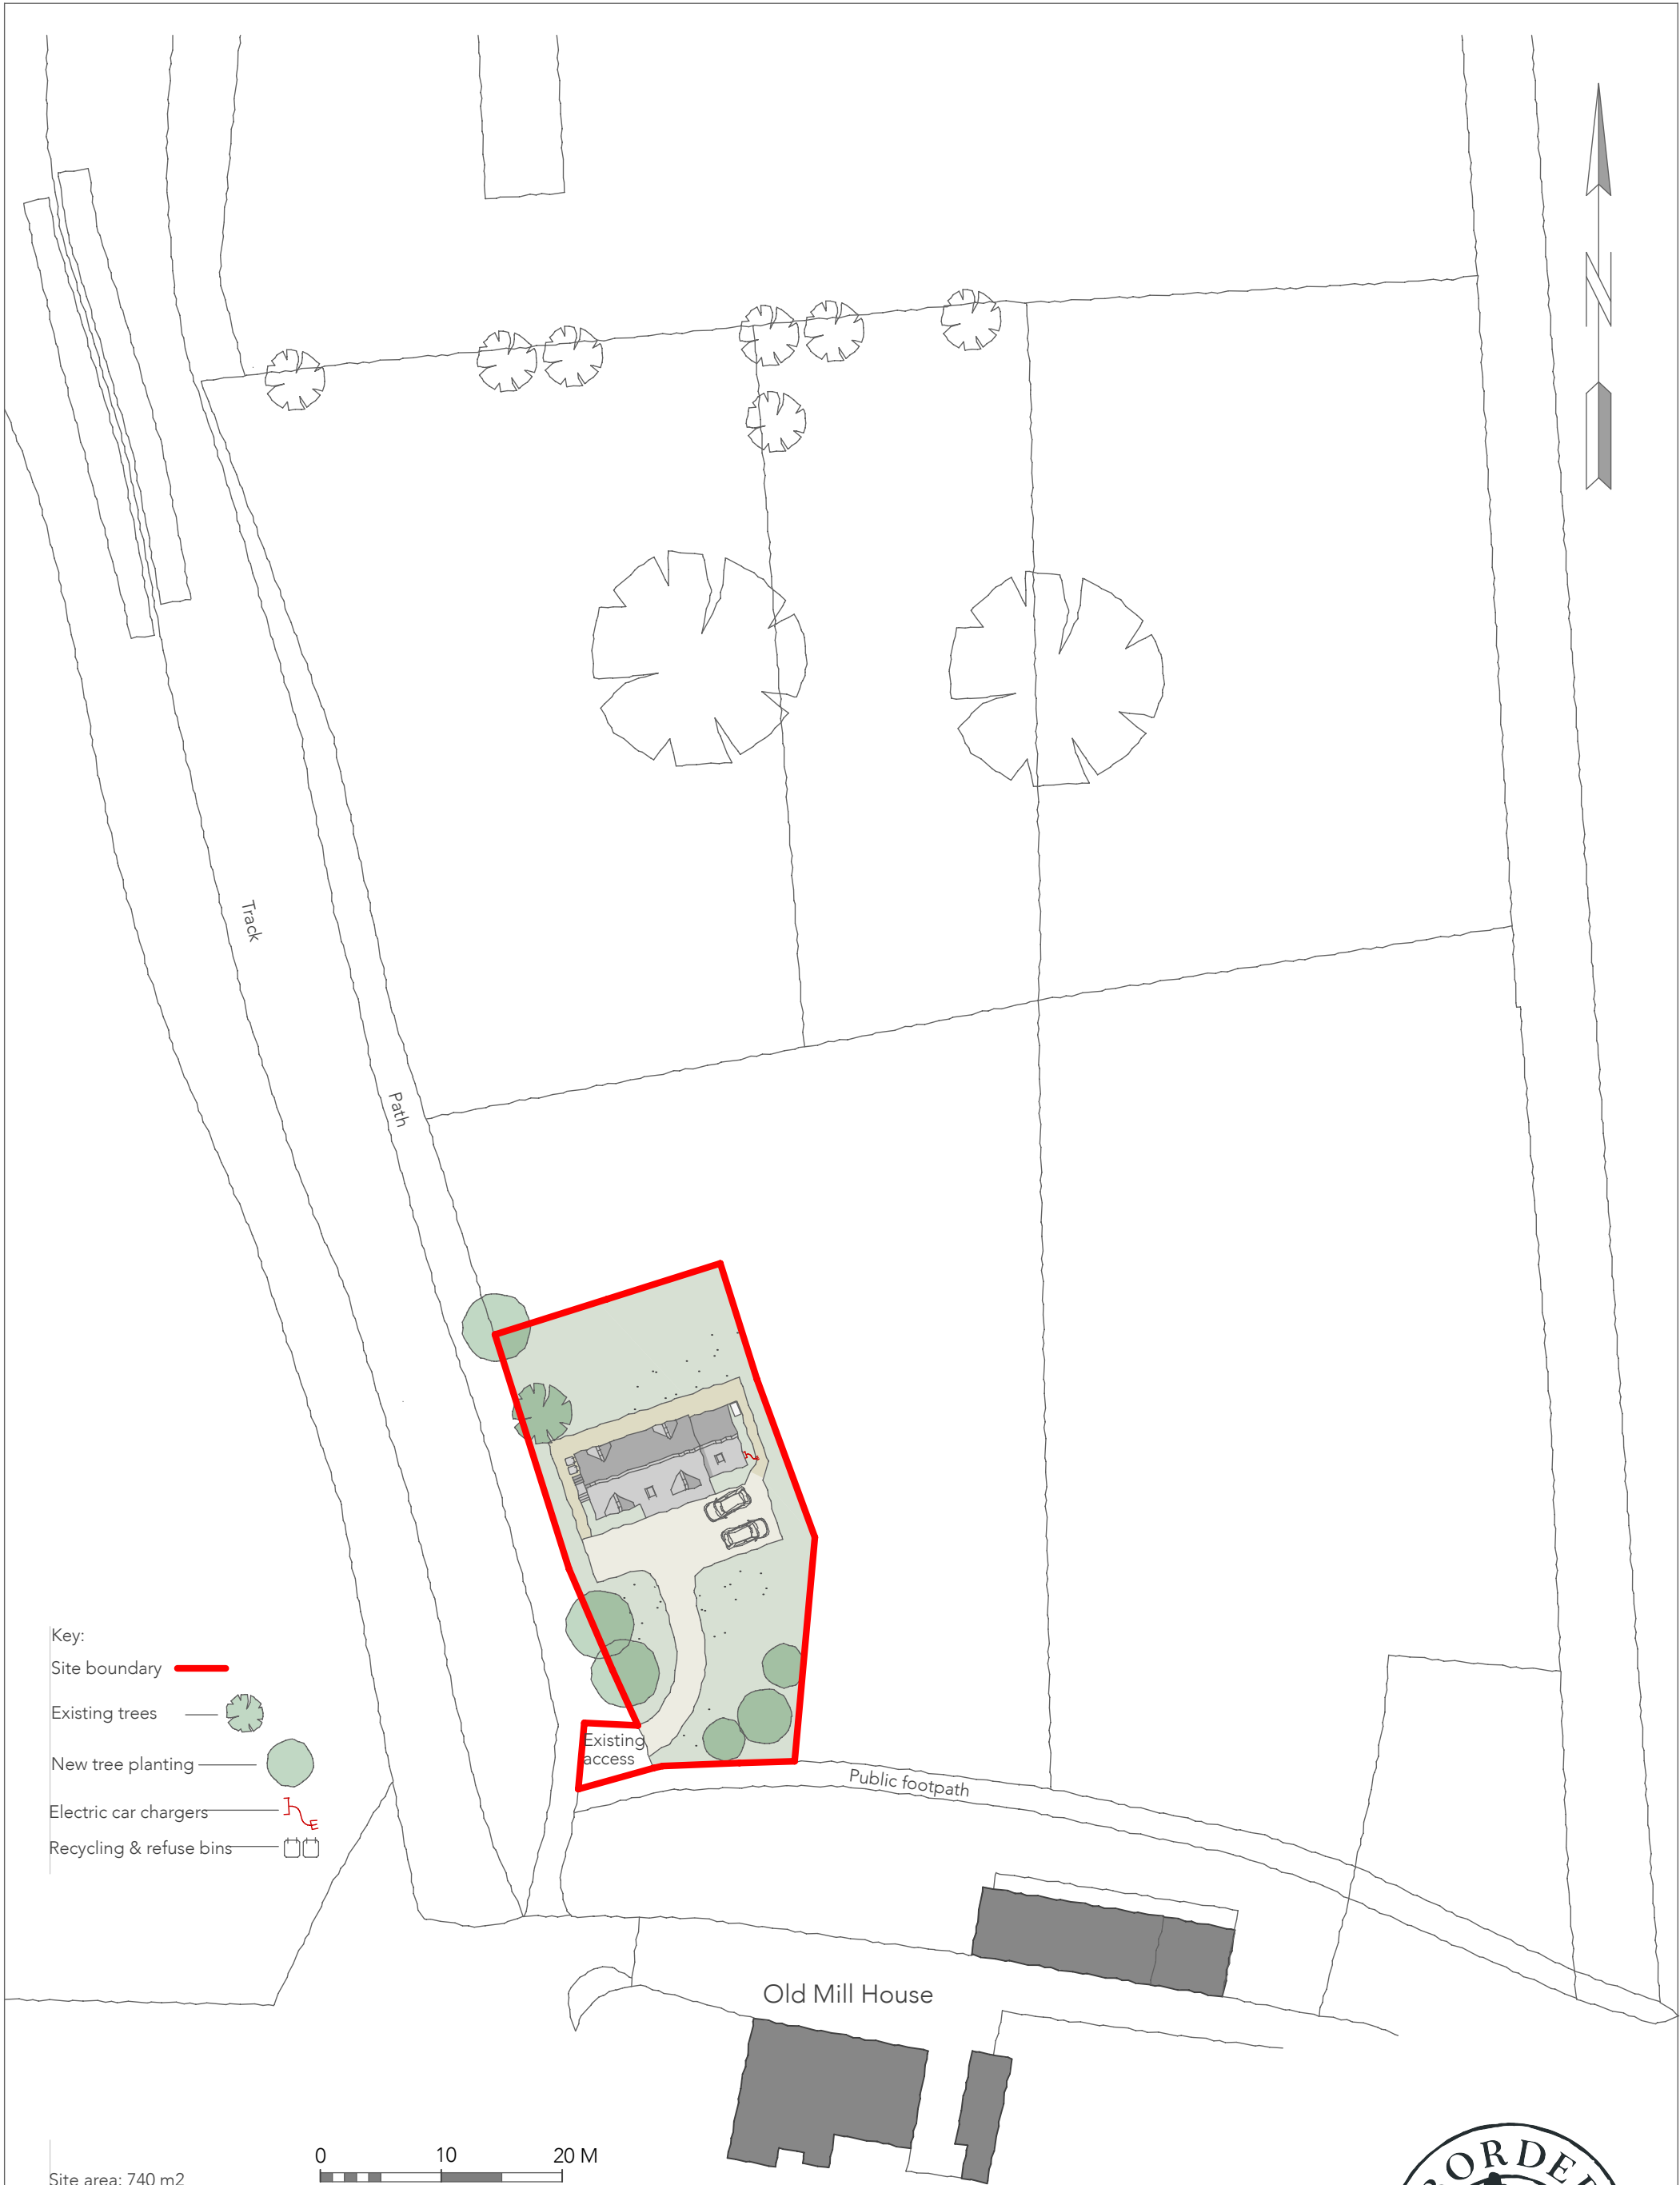 N
Track
Path
Key:
Site boundary
Existing trees
New tree planting
Electric car chargers
Recycling & refuse bins
Existing
access
Public footpath
Old Mill House
0 10 20 M
Site area: 740 m2